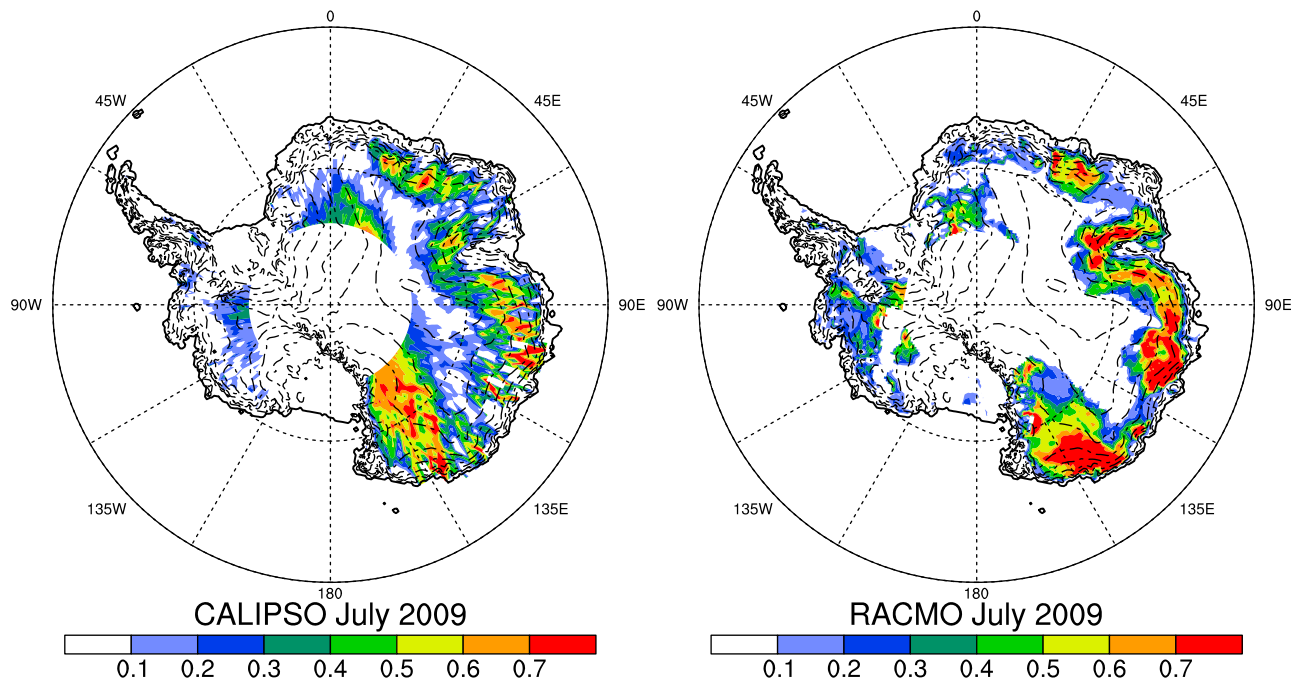 0 0
45W 45E 45W 45E
90W 90E 90W 90E
135W 135E 135W 135E
180 180
CALIPSO July 2009 RACMO July 2009
0.1 0.2 0.3 0.4 0.5 0.6 0.7 0.1 0.2 0.3 0.4 0.5 0.6 0.7